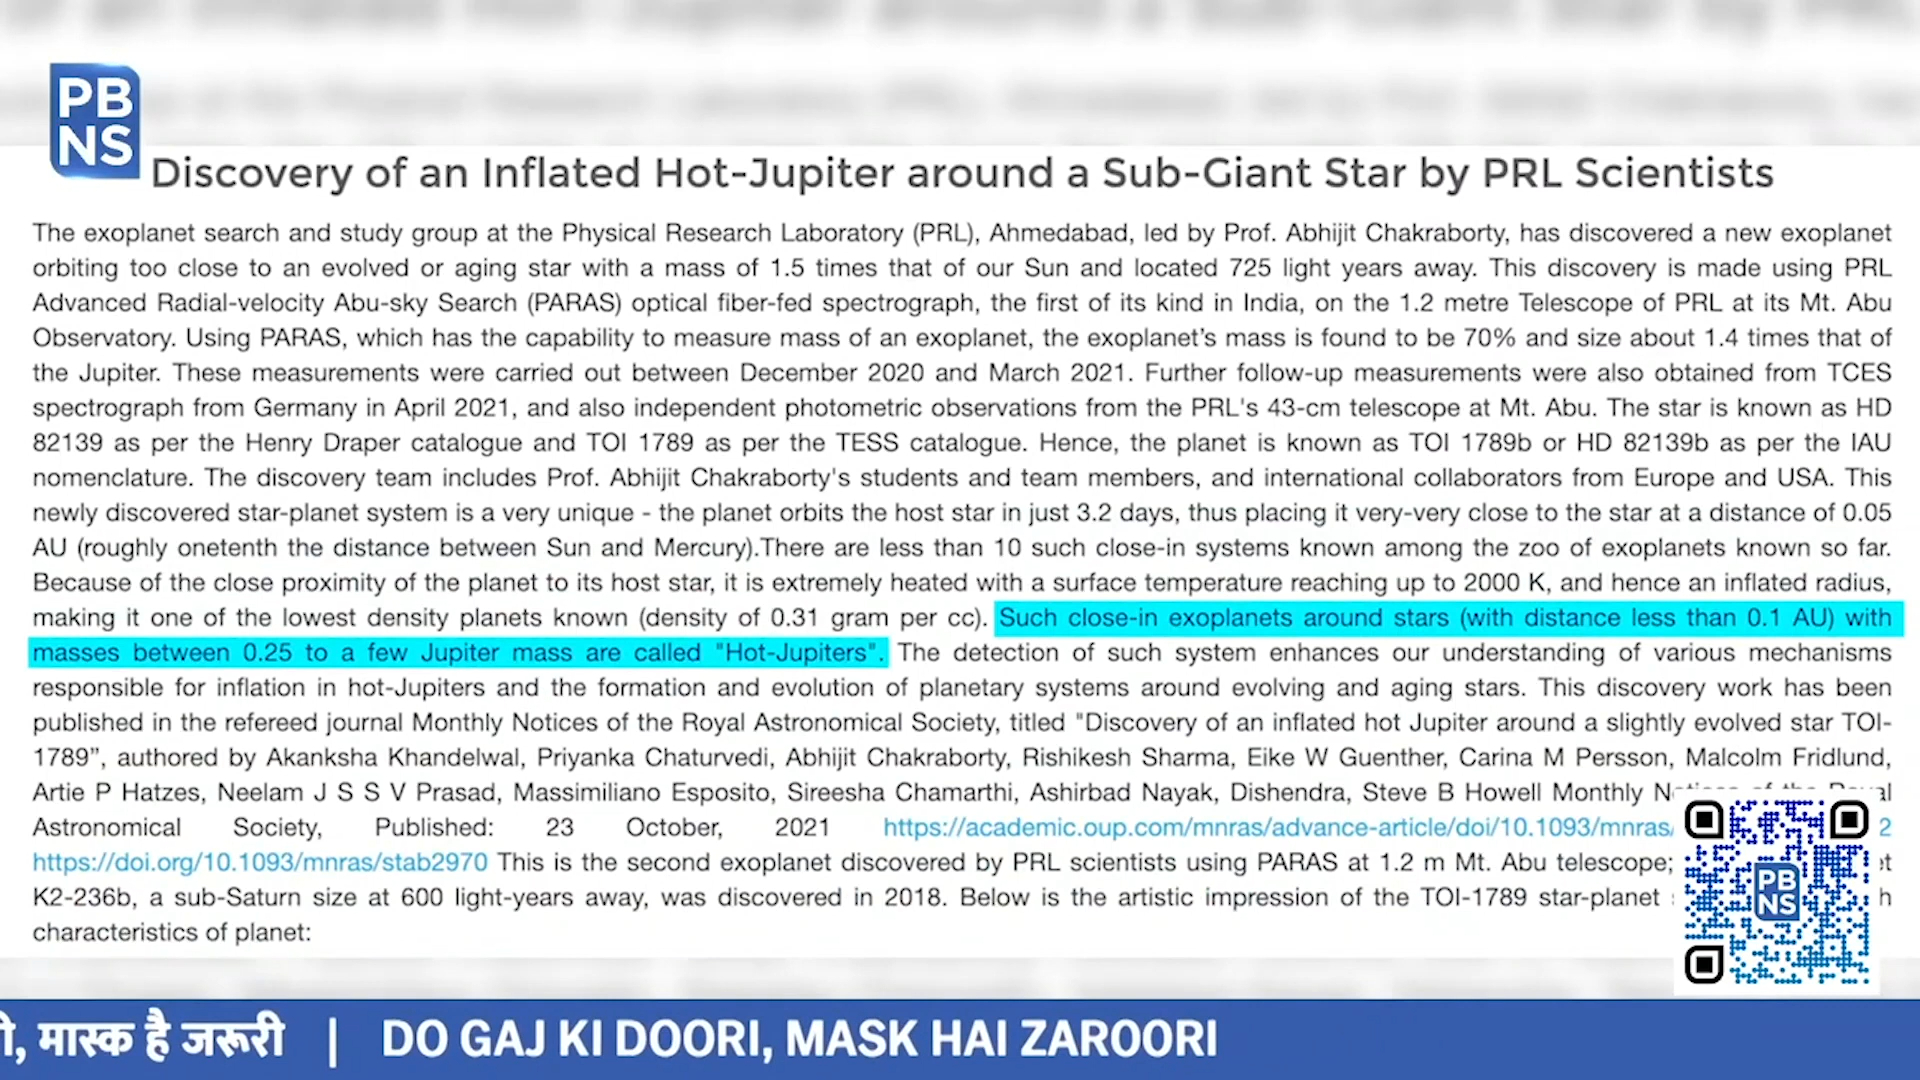 PB
NS
Discovery of an Inflated Hot-Jupiter around a Sub-Giant Star by PRL Scientists
The exoplanet search and study group at the Physical Research Laboratory (PRL), Ahmedabad, led by Prof. Abhijit Chakraborty, has discovered a new exoplanet
orbiting too close to an evolved or aging star with a mass of 1.5 times that of our Sun and located 725 light years away. This discovery is made using PRL
Advanced Radial-velocity Abu-sky Search (PARAS) optical fiber-fed spectrograph, the first of its kind in India, on the 1.2 metre Telescope of PRL at its Mt. Abu
Observatory. Using PARAS, which has the capability to measure mass of an exoplanet, the exoplanet’s mass is found to be 70% and size about 1.4 times that of
the Jupiter. These measurements were carried out between December 2020 and March 2021. Further follow-up measurements were also obtained from TCES
spectrograph from Germany in April 2021, and also independent photometric observations from the PRL's 43-cm telescope at Mt. Abu. The star is known as HD
82139 as per the Henry Draper catalogue and TOI 1789 as per the TESS catalogue. Hence, the planet is known as TOI 1789b or HD 82139b as per the IAU
nomenclature. The discovery team includes Prof. Abhijit Chakraborty's students and team members, and international collaborators from Europe and USA. This
newly discovered star-planet system is a very unique - the planet orbits the host star in just 3.2 days, thus placing it very-very close to the star at a distance of 0.05
AU (roughly onetenth the distance between Sun and Mercury).There are less than 10 such close-in systems known among the zoo of exoplanets known so far.
Because of the close proximity of the planet to its host star, it is extremely heated with a surface temperature reaching up to 2000 K, and hence an inflated radius,
making it one of the lowest density planets known (density of 0.31 gram per cc). Such close-in exoplanets around stars (with distance less than 0.1 AU) with
masses between 0.25 to a few Jupiter mass are called "Hot-Jupiters". The detection of such system enhances our understanding of various mechanisms
responsible for inflation in hot-Jupiters and the formation and evolution of planetary systems around evolving and aging stars. This discovery work has been
published in the refereed journal Monthly Notices of the Royal Astronomical Society, titled "Discovery of an inflated hot Jupiter around a slightly evolved star TOI-
1789”, authored by Akanksha Khandelwal, Priyanka Chaturvedi, Abhijit Chakraborty, Rishikesh Sharma, Eike W Guenther, Carina M Persson, Malcolm Fridlund,
Artie P Hatzes, Neelam J S S V Prasad, Massimiliano Esposito, Sireesha Chamarthi, Ashirbad Nayak, Dishendra, Steve B Howell Monthly
Astronomical Society, Published: 23 October, 2021 https://academic.oup.com/mnras/advance-article/doi/10.1093/mnras/
https://doi.org/10.1093/mnras/stab2970 This is the second exoplanet discovered by PRL scientists using PARAS at 1.2 m Mt. Abu telescope;
K2-236b, a sub-Saturn size at 600 light-years away, was discovered in 2018. Below is the artistic impression of the TOI-1789 star-planet
characteristics of planet:
PB
NS
मास्क है जरूरी | DO GAJ KI DOORI, MASK HAI ZAROORI